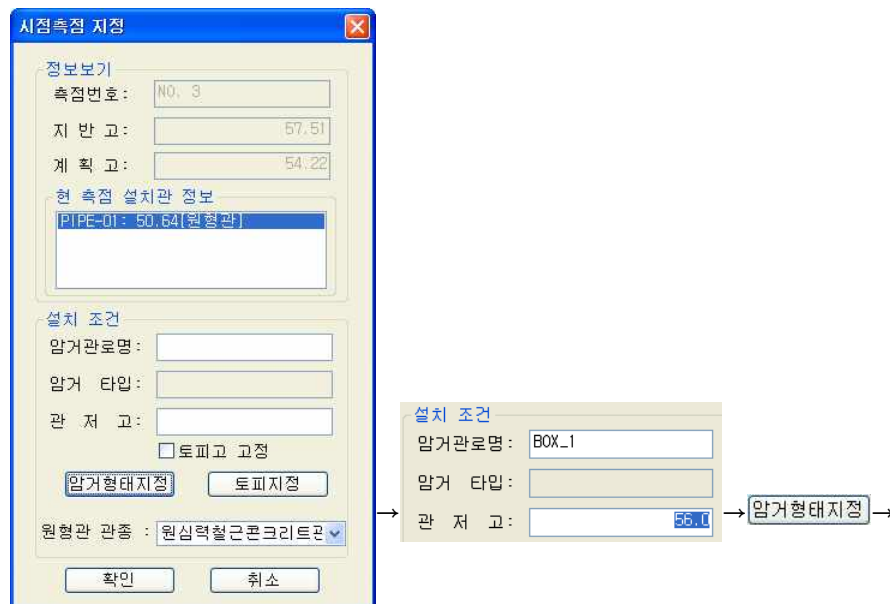 시점측점 지정
정보보기
측점번호: NO. 3
지 반 고: 57.51
계 획 고: 54.22
현 측점 설치관 정보
PIPE-01: 50.64[원형관]
설치 조건
암거관로명:
암거 타입:
관 저 고:
토피고 고정
암거형태지정 토피지정
원형관 관종 : 원심력철근콘크리트관
확인 취소
→
설치 조건
암거관로명: BOX_1
암거 타입:
관 저 고: 56.0
→ 암거형태지정 →